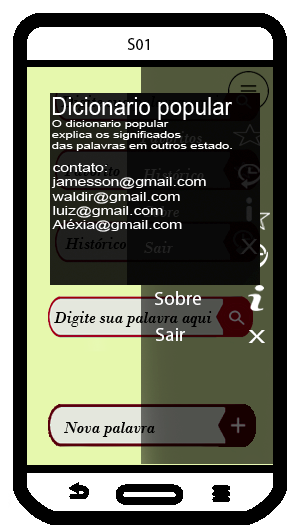 S01
Dicionario popular
O dicionario popular
explica os significados
das palavras em outros estado.
contato:
jamesson@gmail.com
waldir@gmail.com
luiz@gmail.com
Aléxia@gmail.com
Histórico
Histórico
Sair
Sobre
Digite sua palavra aqui
Sair
Nova palavra